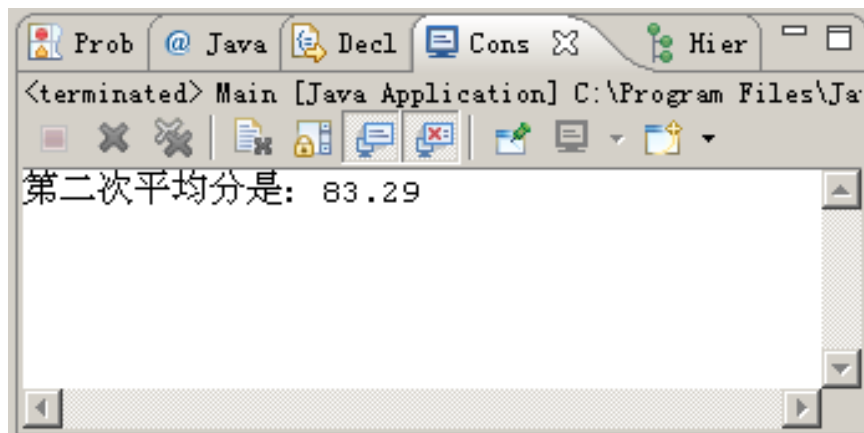 Prob @ Java Decl Cons Hier
<terminated> Main [Java Application] C:\Program Files\Ja
第二次平均分是: 83.29